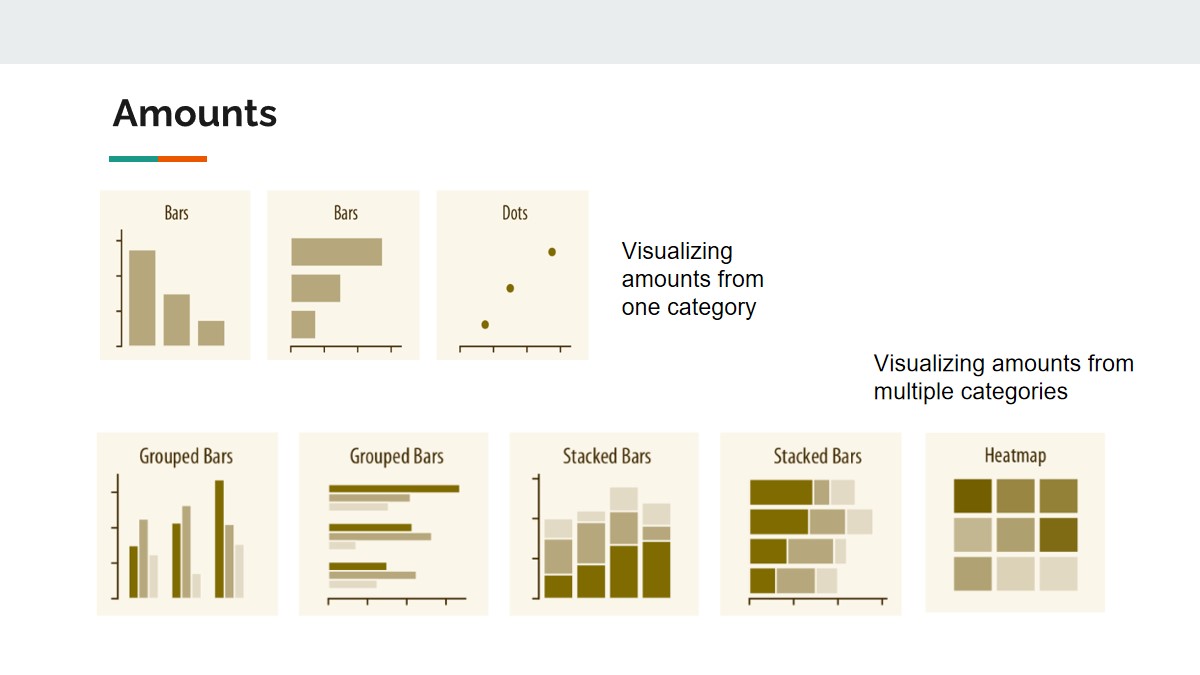 Amounts
Bars
Bars
Dots
Visualizing
amounts from
one category
Visualizing amounts from
multiple categories
Grouped Bars
Grouped Bars
Stacked Bars
Stacked Bars
Heatmap